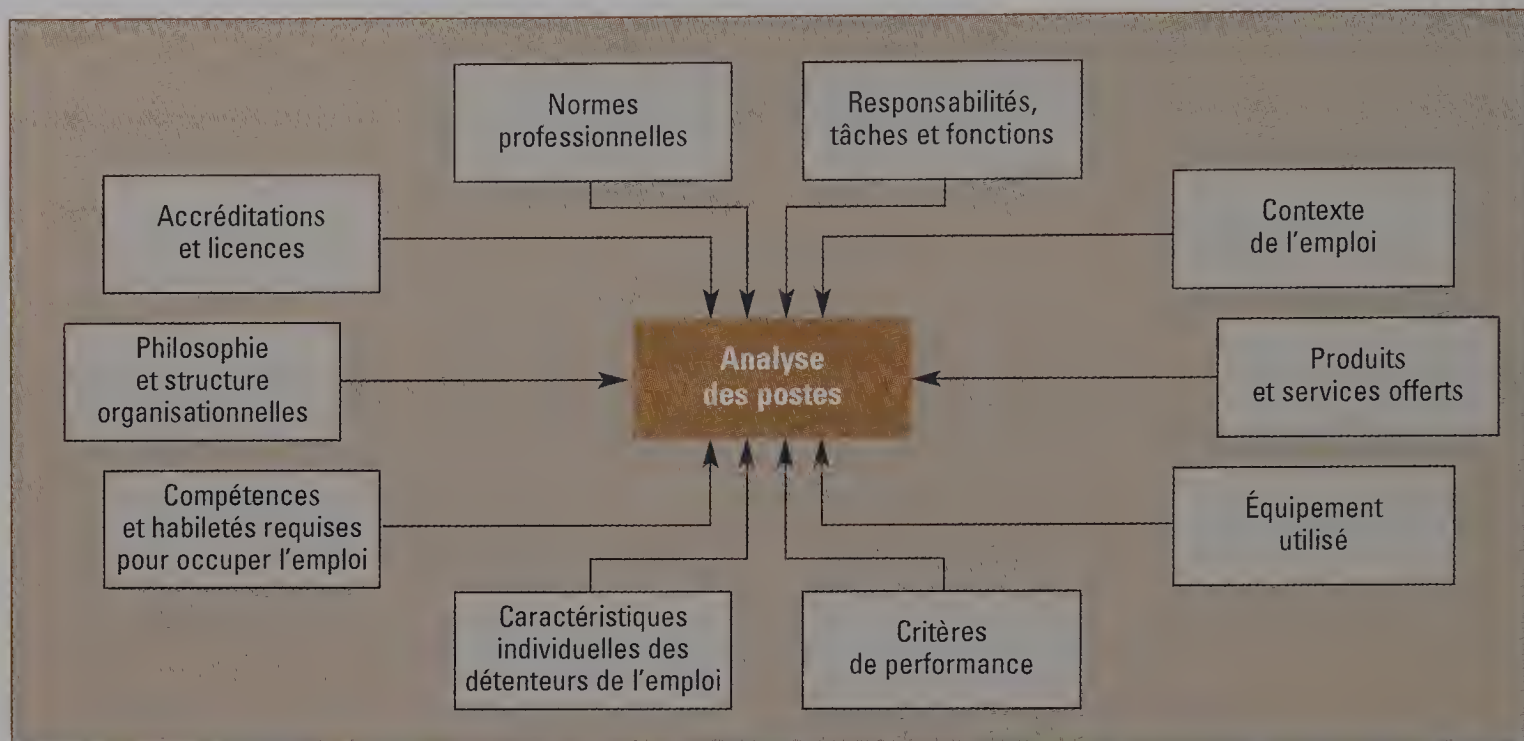 Normes
professionnelles
Responsabilités,
tâches et fonctions
Accréditations
et licences
Contexte
de l'emploi
Philosophie
et structure
organisationnelles
Analyse
des postes
Produits
et services offerts
Compétences
et habiletés requises
pour occuper l'emploi
Équipement
utilisé
Caractéristiques
individuelles des
détenteurs de l'emploi
Critères
de performance